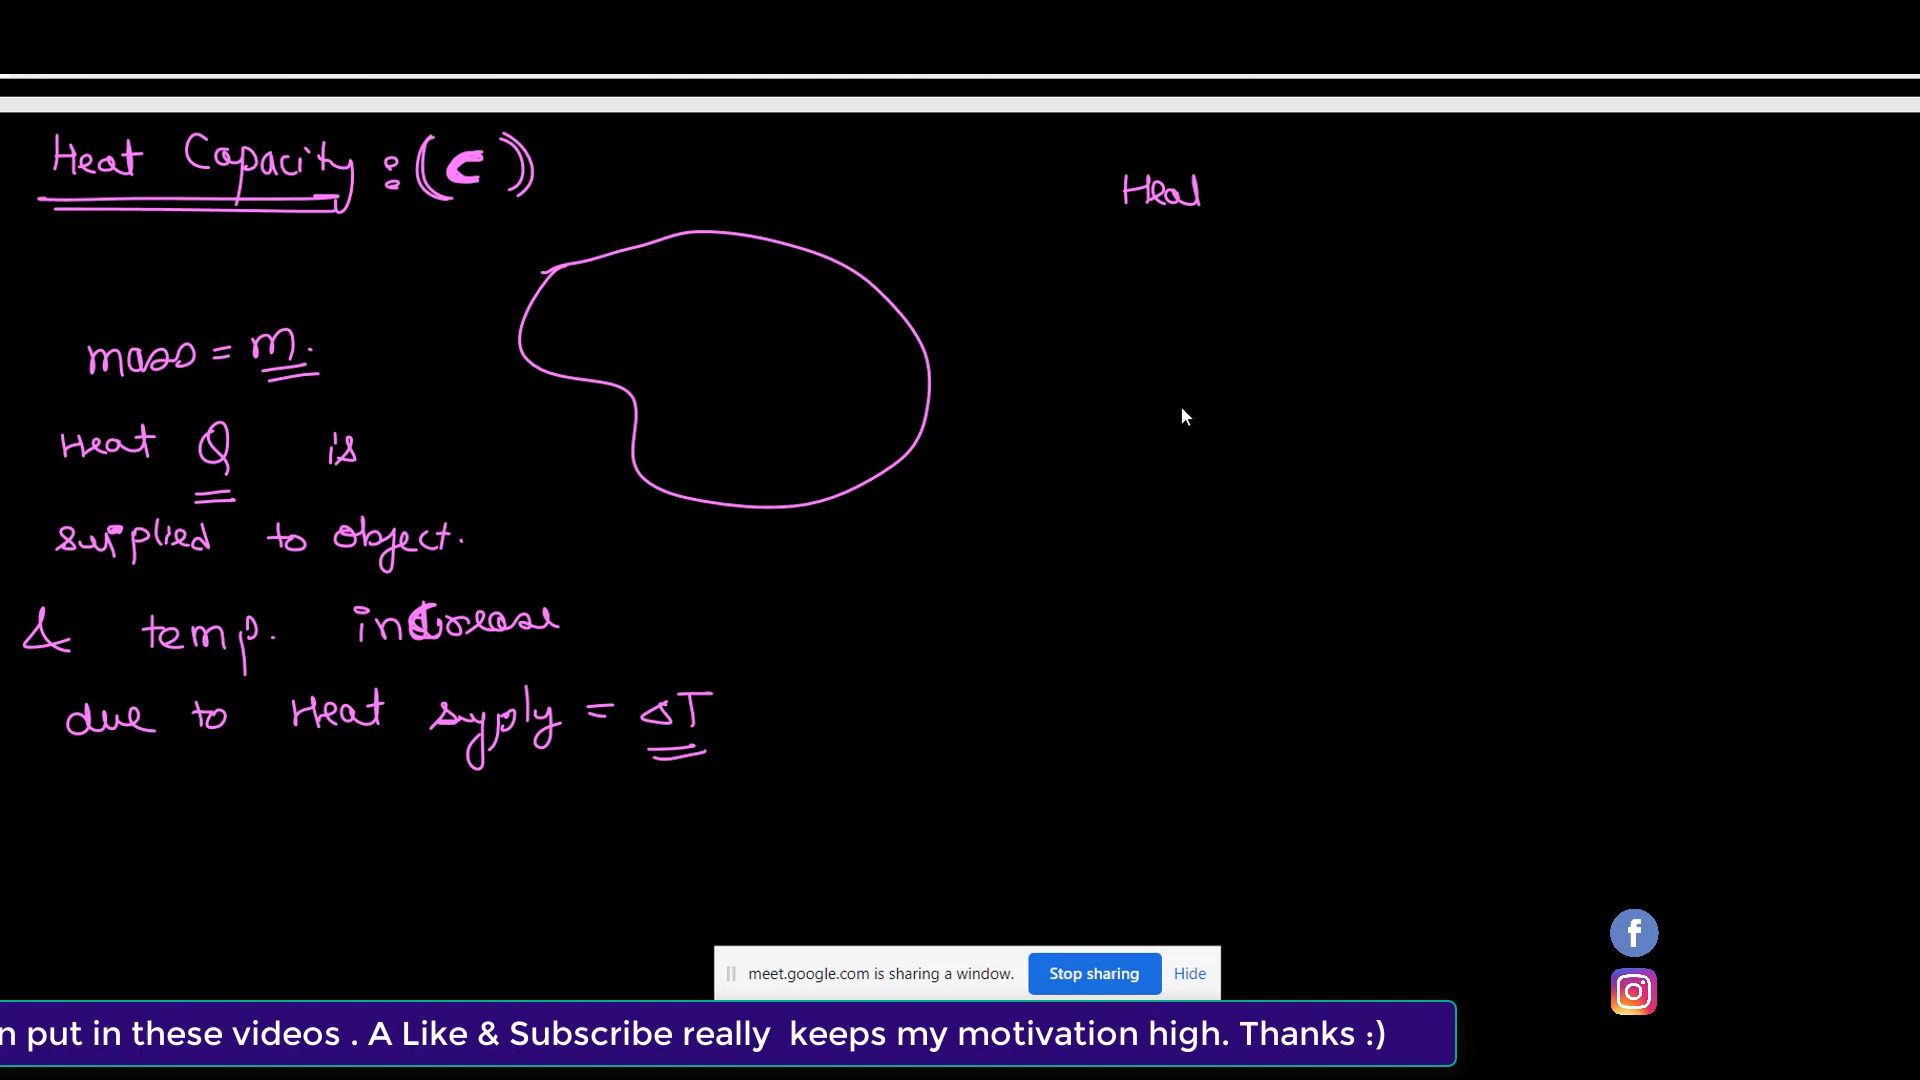 Heat Capacity : (C)
Heat
mass = m.
Heat Q is
supplied to object.
& temp. increase
due to Heat supply = ΔT
meet.google.com is sharing a window. Stop sharing Hide
n put in these videos . A Like & Subscribe really keeps my motivation high. Thanks :)